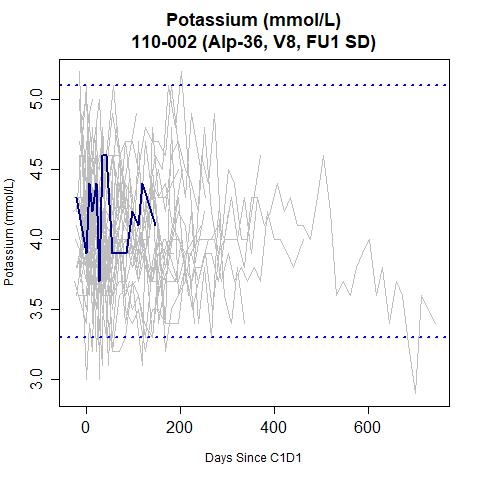 Potassium (mmol/L)
110-002 (Alp-36, V8, FU1 SD)
Potassium (mmol/L)
5.0
4.5
4.0
3.5
3.0
0 200 400 600
Days Since C1D1